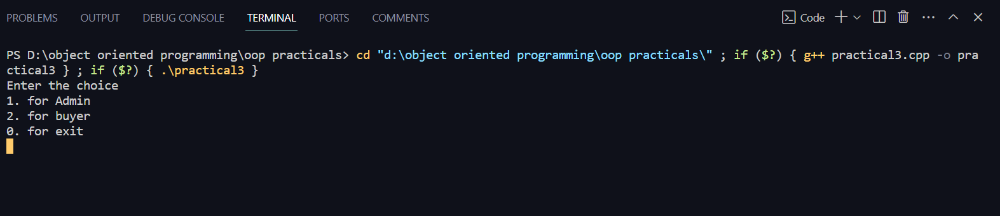 PROBLEMS OUTPUT DEBUG CONSOLE TERMINAL PORTS COMMENTS Code
PS D:\object oriented programming\oop practicals> cd "d:\object oriented programming\oop practicals\" ; if ($?) { g++ practical3.cpp -o pra
ctical3 } ; if ($?) { .\practical3 }
Enter the choice
1. for Admin
2. for buyer
0. for exit